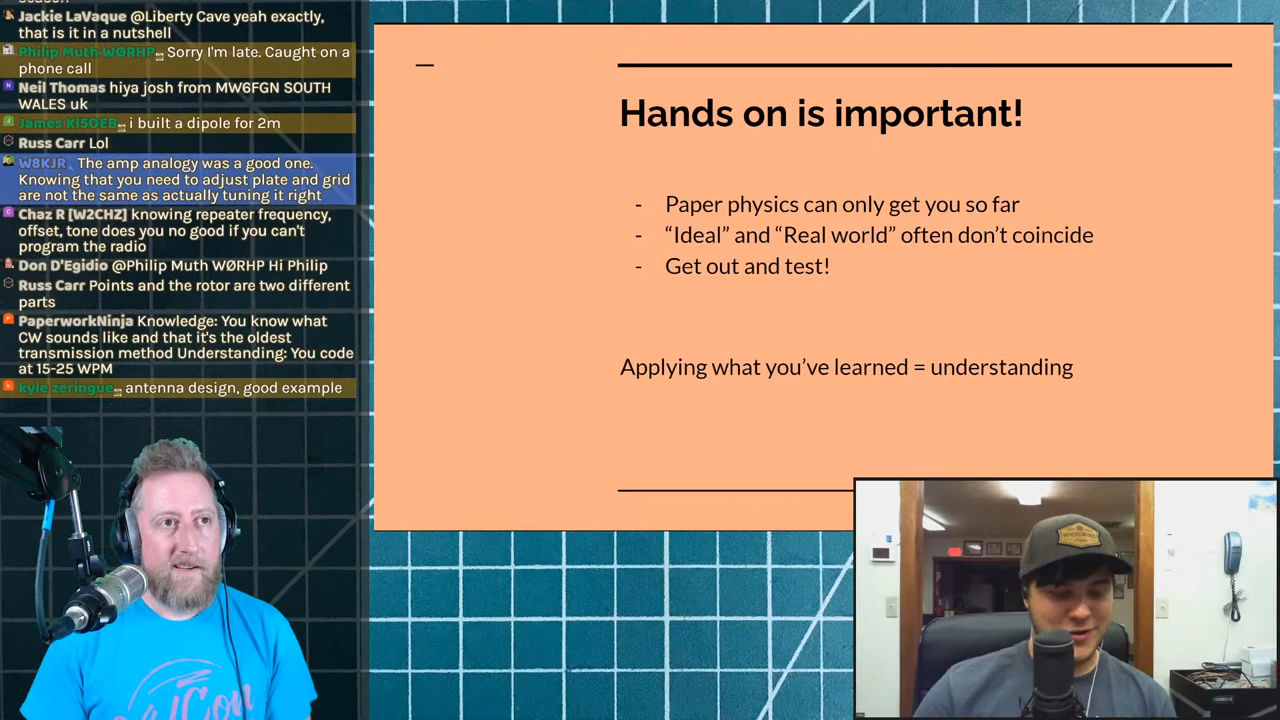 Jackie LaVaque @Liberty Cave yeah exactly,
that is it in a nutshell
Philip Muth WØRHP Sorry I'm late. Caught on a
phone call
Neil Thomas hiya josh from MW6FGN SOUTH
WALES uk
James KI5OEB i built a dipole for 2m
Russ Carr Lol
W8KJR The amp analogy was a good one.
Knowing that you need to adjust plate and grid
are not the same as actually tuning it right
Chaz R [W2CHZ] knowing repeater frequency,
offset, tone does you no good if you can't
program the radio
Don D'Egidio @Philip Muth WØRHP Hi Philip
Russ Carr Points and the rotor are two different
parts
PaperworkNinja Knowledge: You know what
CW sounds like and that it's the oldest
transmission method Understanding: You code
at 15-25 WPM
kyle zeringue antenna design, good example
Hands on is important!
- Paper physics can only get you so far
- “Ideal” and “Real world” often don’t coincide
- Get out and test!
Applying what you’ve learned = understanding